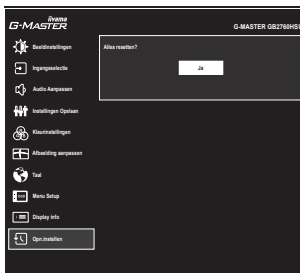 iiyama
G-MASTER
G-MASTER GB2760HS
Beeldinstellingen
Alles resetten?
Ingangsselectie
Ja
Audio Aanpassen
Instellingen Opslaan
Kleurinstellingen
Afbeelding aanpassen
Taal
Menu Setup
Display info
Opn.instellen